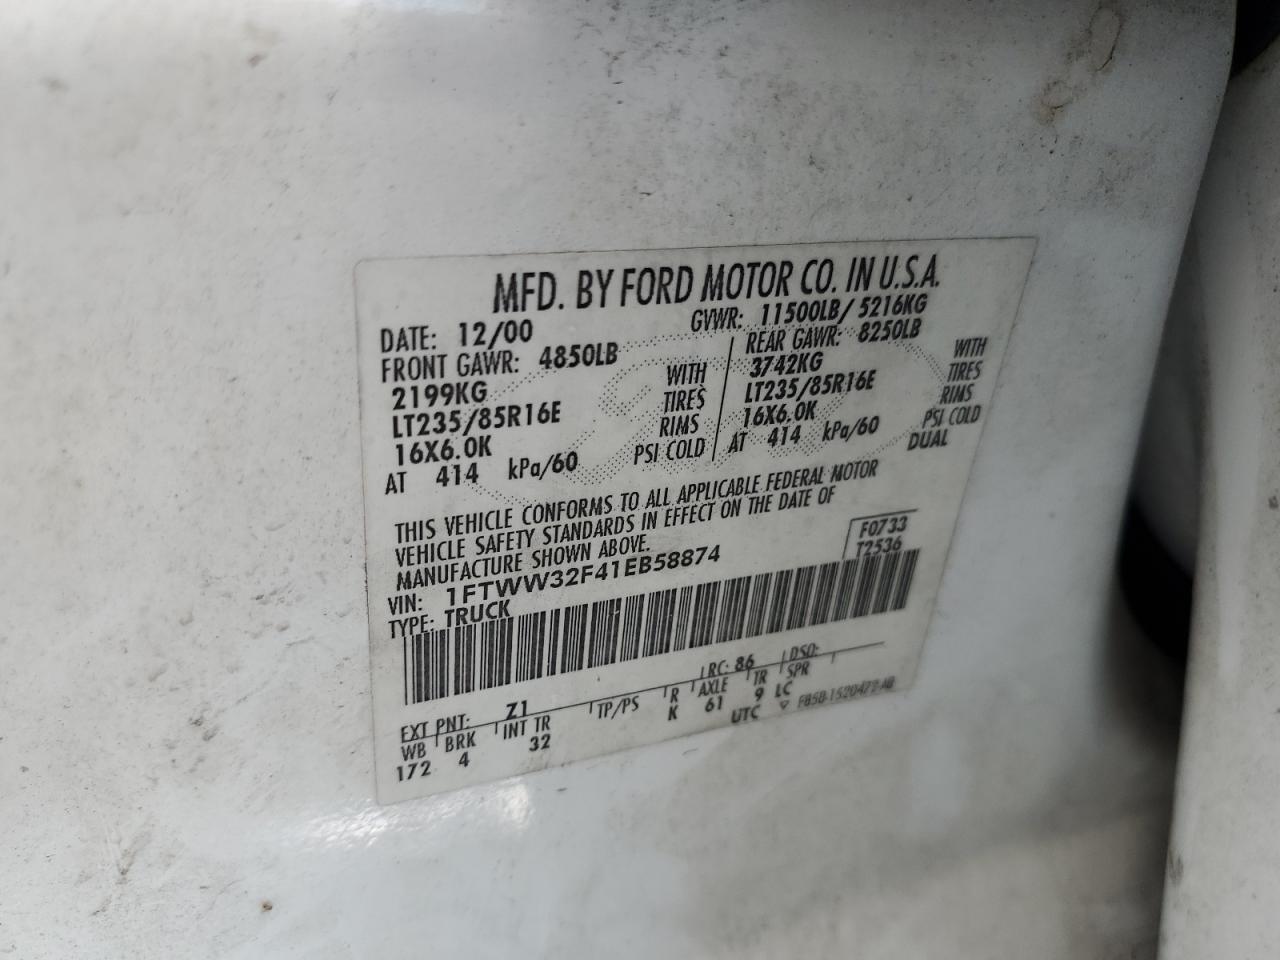 MFD. BY FORD MOTOR CO. IN U.S.A.
DATE: 12/00 GVWR: 11500LB/ 5216KG
FRONT GAWR: 4850LB REAR GAWR: 8250LB
2199KG WITH 3742KG WITH
LT235/85R16E TIRES LT235/85R16E TIRES
16X6.0K RIMS 16X6.0K RIMS
AT 414 kPa/60 PSI COLD AT 414 kPa/60 PSI COLD
DUAL
THIS VEHICLE CONFORMS TO ALL APPLICABLE FEDERAL MOTOR
VEHICLE SAFETY STANDARDS IN EFFECT ON THE DATE OF
MANUFACTURE SHOWN ABOVE.
F0733
VIN: 1FTWW32F41EB58874 T2536
TYPE: TRUCK
EXT PNT: Z1 RC: 86 DSO:
WB BRK INT TR TP/PS R AXLE TR SPR
172 4 32 K 61 9 LC
UTC ▽ F85B-1520472-AB